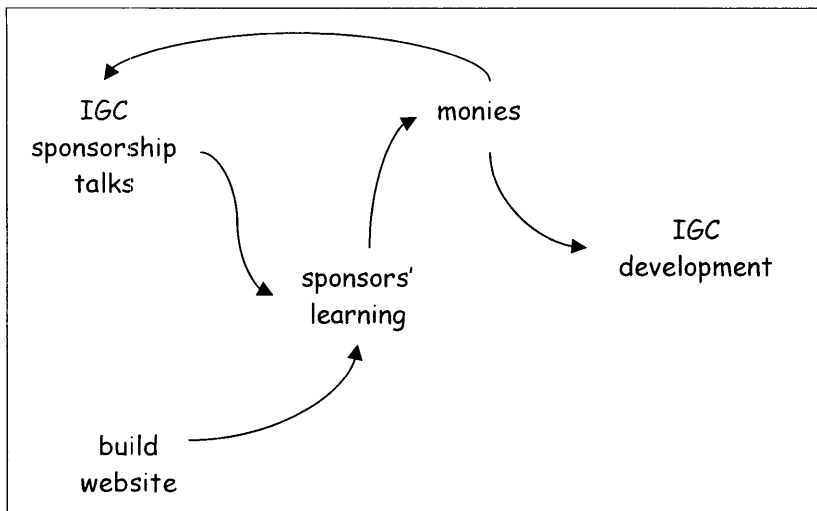 IGC
sponsorship
talks
monies
IGC
development
sponsors'
learning
build
website